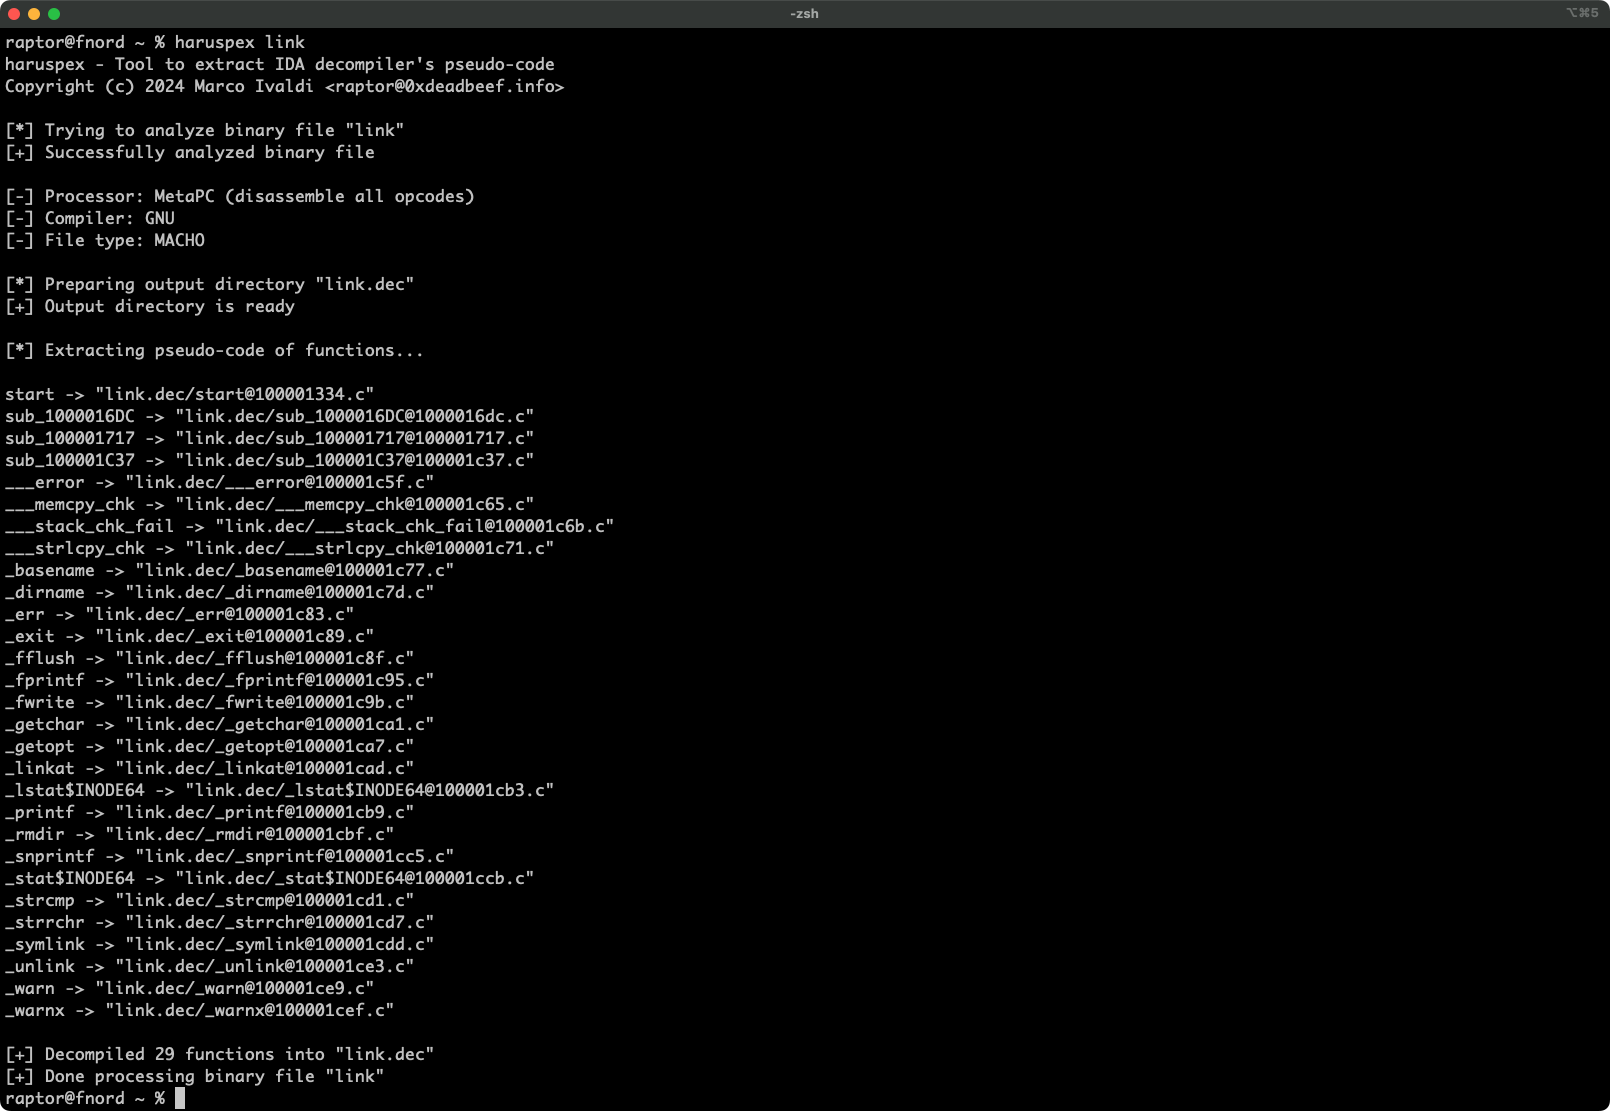 -zsh
⌥⌘5
raptor@fnord ~ % haruspex link
haruspex - Tool to extract IDA decompiler's pseudo-code
Copyright (c) 2024 Marco Ivaldi <raptor@0xdeadbeef.info>
[*] Trying to analyze binary file "link"
[+] Successfully analyzed binary file
[-] Processor: MetaPC (disassemble all opcodes)
[-] Compiler: GNU
[-] File type: MACHO
[*] Preparing output directory "link.dec"
[+] Output directory is ready
[*] Extracting pseudo-code of functions...
start -> "link.dec/start@100001334.c"
sub_1000016DC -> "link.dec/sub_1000016DC@1000016dc.c"
sub_100001717 -> "link.dec/sub_100001717@100001717.c"
sub_100001C37 -> "link.dec/sub_100001C37@100001c37.c"
___error -> "link.dec/___error@100001c5f.c"
___memcpy_chk -> "link.dec/___memcpy_chk@100001c65.c"
___stack_chk_fail -> "link.dec/___stack_chk_fail@100001c6b.c"
___strlcpy_chk -> "link.dec/___strlcpy_chk@100001c71.c"
_basename -> "link.dec/_basename@100001c77.c"
_dirname -> "link.dec/_dirname@100001c7d.c"
_err -> "link.dec/_err@100001c83.c"
_exit -> "link.dec/_exit@100001c89.c"
_fflush -> "link.dec/_fflush@100001c8f.c"
_fprintf -> "link.dec/_fprintf@100001c95.c"
_fwrite -> "link.dec/_fwrite@100001c9b.c"
_getchar -> "link.dec/_getchar@100001ca1.c"
_getopt -> "link.dec/_getopt@100001ca7.c"
_linkat -> "link.dec/_linkat@100001cad.c"
_lstat$INODE64 -> "link.dec/_lstat$INODE64@100001cb3.c"
_printf -> "link.dec/_printf@100001cb9.c"
_rmdir -> "link.dec/_rmdir@100001cbf.c"
_snprintf -> "link.dec/_snprintf@100001cc5.c"
_stat$INODE64 -> "link.dec/_stat$INODE64@100001ccb.c"
_strcmp -> "link.dec/_strcmp@100001cd1.c"
_strrchr -> "link.dec/_strrchr@100001cd7.c"
_symlink -> "link.dec/_symlink@100001cdd.c"
_unlink -> "link.dec/_unlink@100001ce3.c"
_warn -> "link.dec/_warn@100001ce9.c"
_warnx -> "link.dec/_warnx@100001cef.c"
[+] Decompiled 29 functions into "link.dec"
[+] Done processing binary file "link"
raptor@fnord ~ %